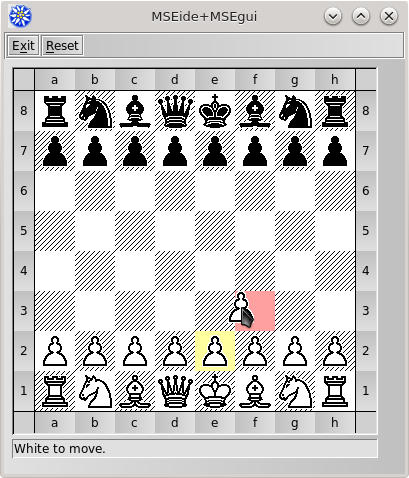 MSEide+MSEgui
Exit Reset
a b c d e f g h
8 8
7 7
6 6
5 5
4 4
3 3
2 2
1 1
a b c d e f g h
White to move.